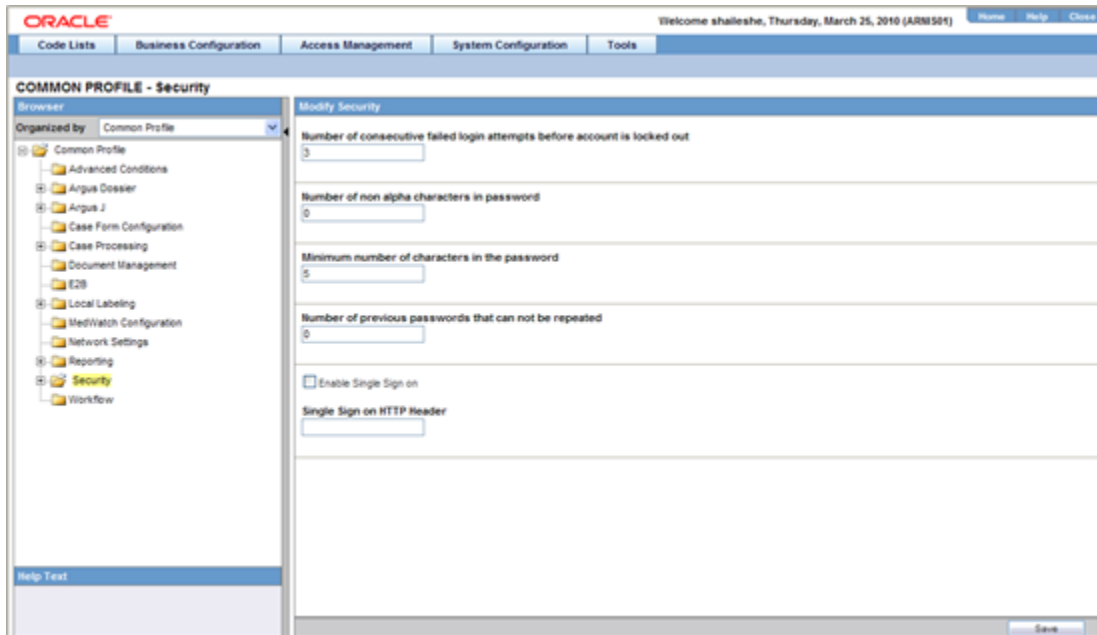 ORACLE
Welcome shaileshe, Thursday, March 25, 2010 (ARMIS01)
Home Help Close
Code Lists Business Configuration Access Management System Configuration Tools
COMMON PROFILE - Security
Browser
Organized by Common Profile
Common Profile
Advanced Conditions
Argus Dossier
Argus J
Case Form Configuration
Case Processing
Document Management
E2B
Local Labeling
MedWatch Configuration
Network Settings
Reporting
Security
Workflow
Help Text
Modify Security
Number of consecutive failed login attempts before account is locked out
3
Number of non alpha characters in password
0
Minimum number of characters in the password
5
Number of previous passwords that can not be repeated
0
Enable Single Sign on
Single Sign on HTTP Header
Save